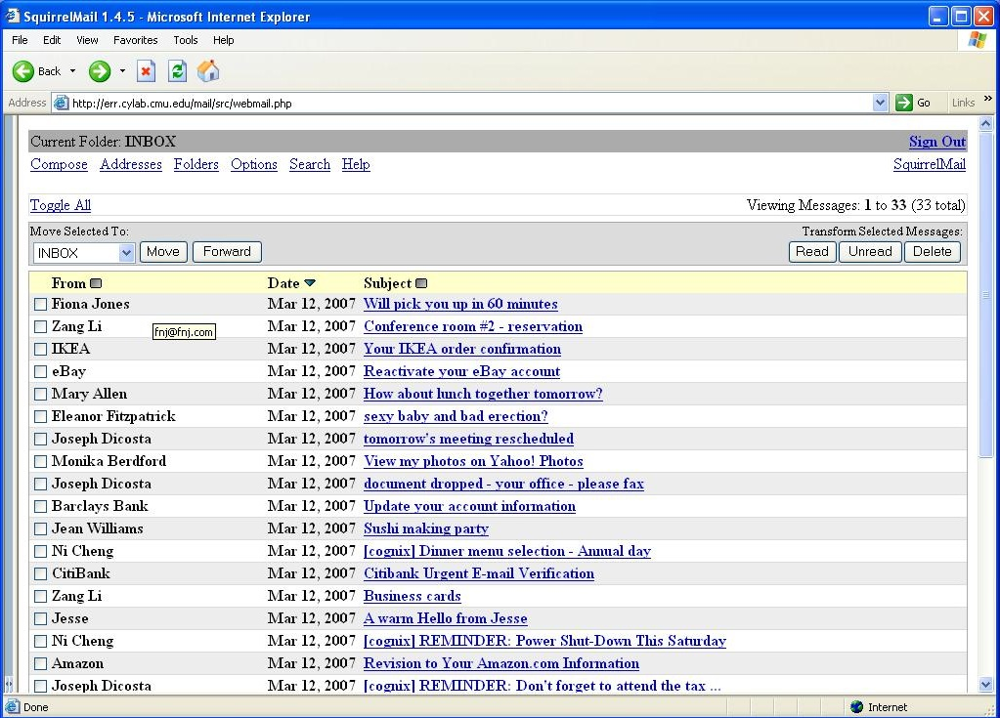 SquirrelMail 1.4.5 - Microsoft Internet Explorer
File Edit View Favorites Tools Help
Back
Address http://err.cylab.cmu.edu/mail/src/webmail.php Go Links »
Current Folder: INBOX Sign Out
Compose Addresses Folders Options Search Help SquirrelMail
Toggle All Viewing Messages: 1 to 33 (33 total)
Move Selected To: Transform Selected Messages:
INBOX Move Forward Read Unread Delete
From Date Subject
Fiona Jones Mar 12, 2007 Will pick you up in 60 minutes
Zang Li Mar 12, 2007 Conference room #2 - reservation
fnj@fnj.com
IKEA Mar 12, 2007 Your IKEA order confirmation
eBay Mar 12, 2007 Reactivate your eBay account
Mary Allen Mar 12, 2007 How about lunch together tomorrow?
Eleanor Fitzpatrick Mar 12, 2007 sexy baby and bad erection?
Joseph Dicosta Mar 12, 2007 tomorrow's meeting rescheduled
Monika Berdford Mar 12, 2007 View my photos on Yahoo! Photos
Joseph Dicosta Mar 12, 2007 document dropped - your office - please fax
Barclays Bank Mar 12, 2007 Update your account information
Jean Williams Mar 12, 2007 Sushi making party
Ni Cheng Mar 12, 2007 [cognix] Dinner menu selection - Annual day
CitiBank Mar 12, 2007 Citibank Urgent E-mail Verification
Zang Li Mar 12, 2007 Business cards
Jesse Mar 12, 2007 A warm Hello from Jesse
Ni Cheng Mar 12, 2007 [cognix] REMINDER: Power Shut-Down This Saturday
Amazon Mar 12, 2007 Revision to Your Amazon.com Information
Joseph Dicosta Mar 12, 2007 [cognix] REMINDER: Don't forget to attend the tax ...
Done Internet